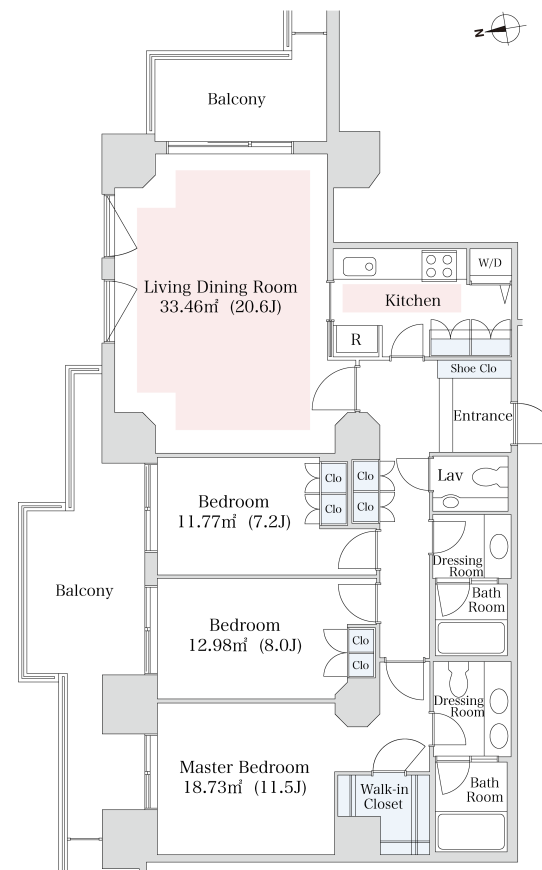 N
Balcony
Living Dining Room
33.46㎡ (20.6J)
W/D
Kitchen
R
Shoe Clo
Entrance
Lav
Clo
Clo
Clo
Clo
Bedroom
11.77㎡ (7.2J)
Dressing
Room
Bath
Room
Balcony
Bedroom
12.98㎡ (8.0J)
Clo
Clo
Dressing
Room
Master Bedroom
18.73㎡ (11.5J)
Walk-in
Closet
Bath
Room